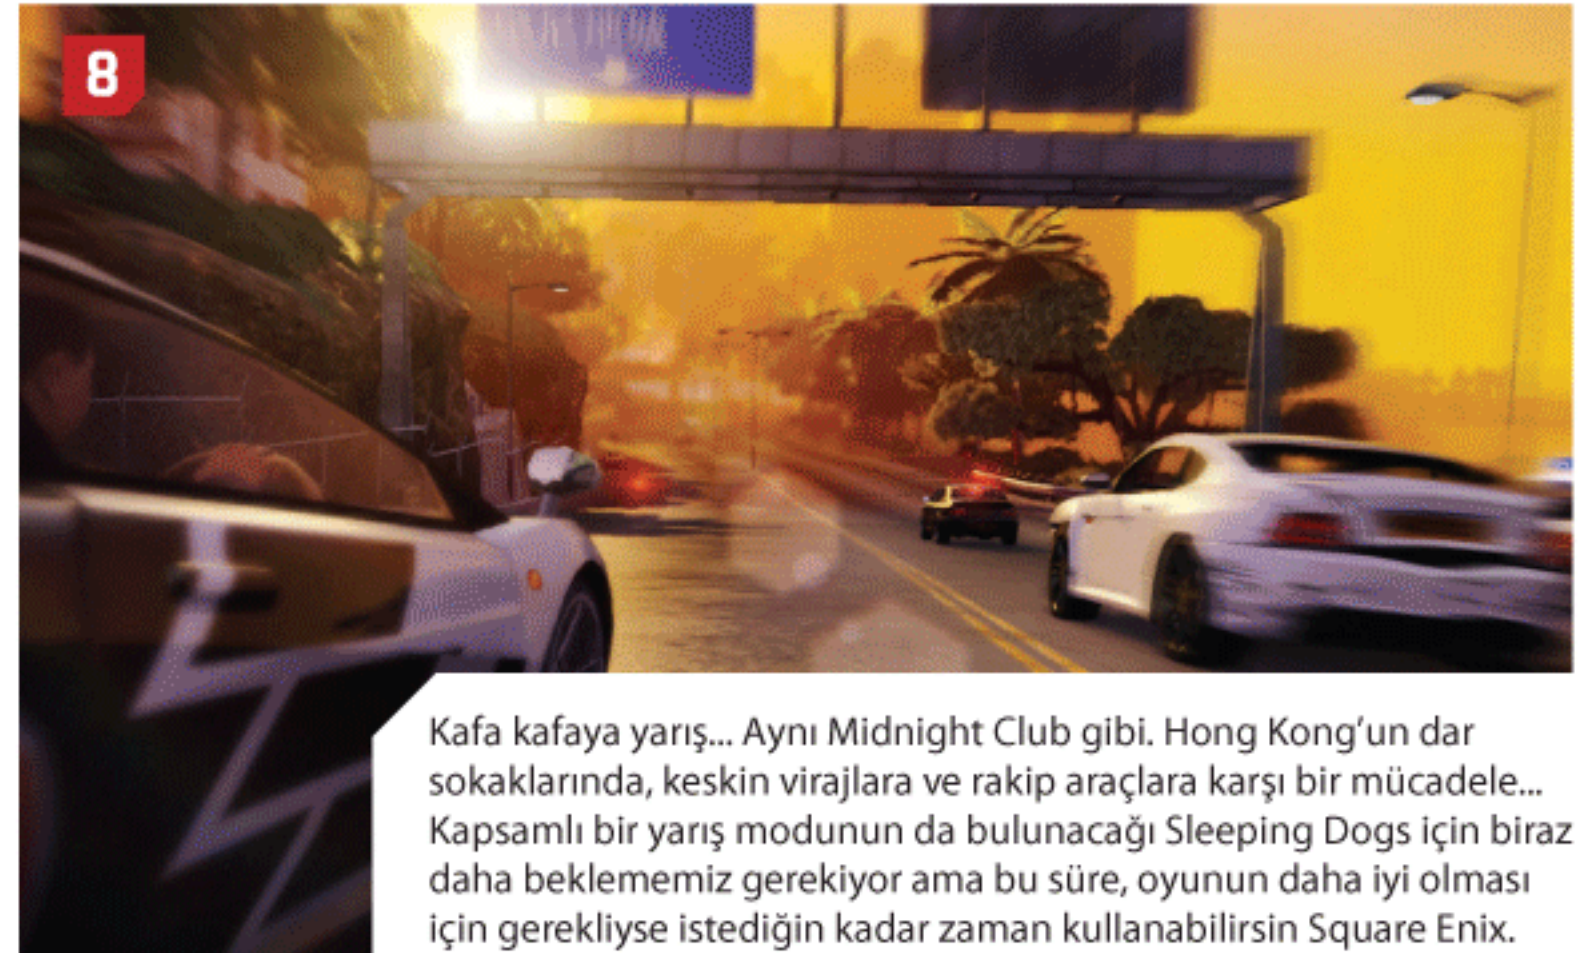 8
Kafa kafaya yarış... Aynı Midnight Club gibi. Hong Kong'un dar
sokaklarında, keskin virajlara ve rakip araçlara karşı bir mücadele...
Kapsamlı bir yarış modunun da bulunacağı Sleeping Dogs için biraz
daha beklememiz gerekiyor ama bu süre, oyunun daha iyi olması
için gerekliyse istediğin kadar zaman kullanabilirsin Square Enix.